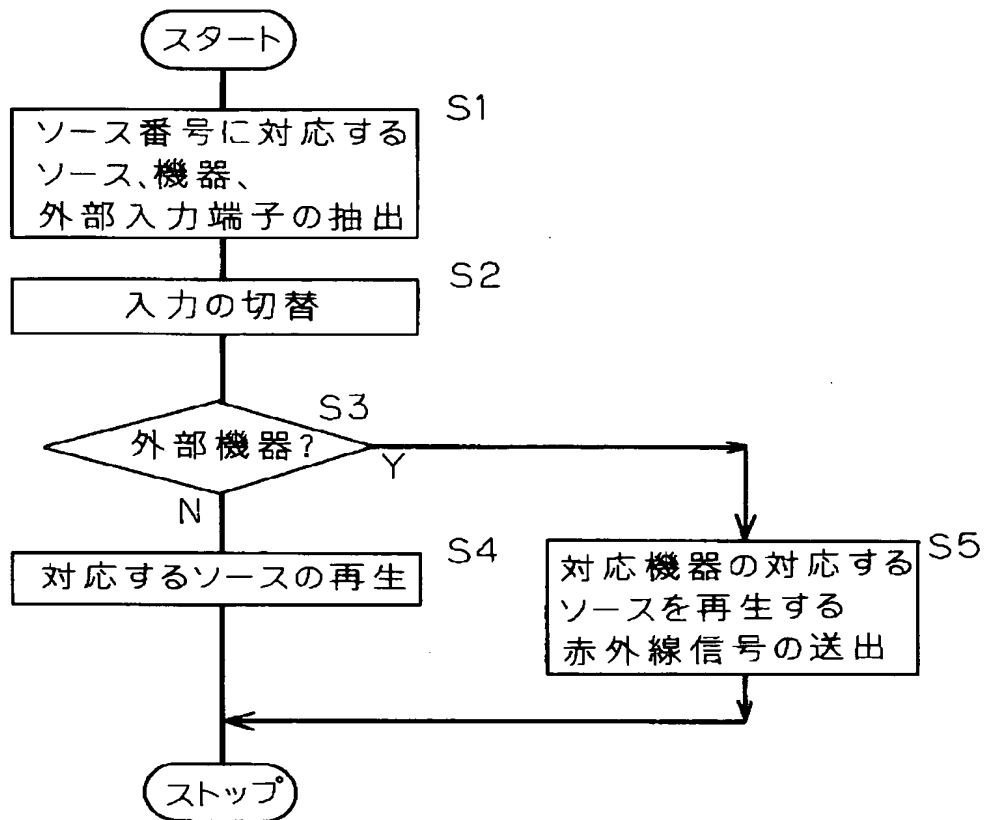 スタート
S1
ソース番号に対応する
ソース、機器、
外部入力端子の抽出
S2
入力の切替
S3
外部機器?
Y
N
S4
対応するソースの再生
S5
対応機器の対応する
ソースを再生する
赤外線信号の送出
ストップ